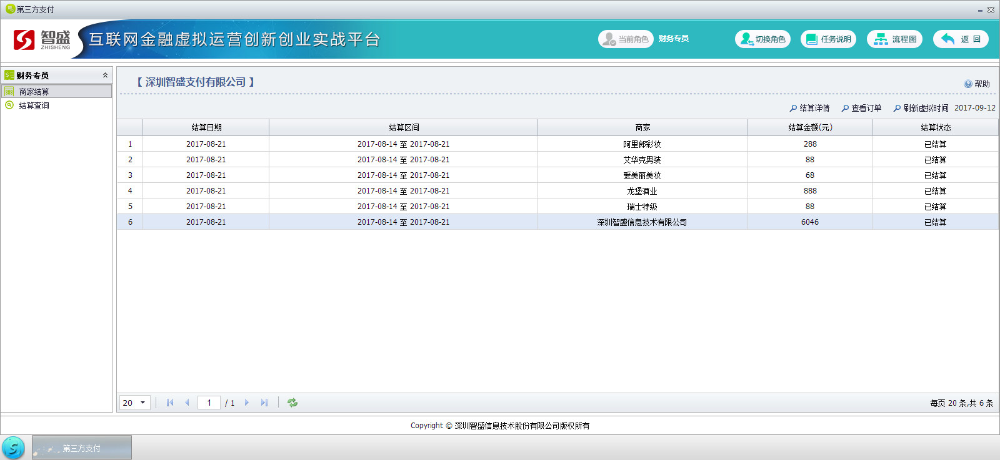 第三方支付
智盛 ZHISHENG 互联网金融虚拟运营创新创业实战平台 当前角色 财务专员 切换角色 任务说明 流程图 返 回
财务专员
商家结算
结算查询
【 深圳智盛支付有限公司 】
帮助
结算详情 查看订单 刷新虚拟时间 2017-09-12
结算日期 结算区间 商家 结算金额(元) 结算状态
1 2017-08-21 2017-08-14 至 2017-08-21 阿里郎彩妆 288 已结算
2 2017-08-21 2017-08-14 至 2017-08-21 艾华克男装 88 已结算
3 2017-08-21 2017-08-14 至 2017-08-21 爱美丽美妆 68 已结算
4 2017-08-21 2017-08-14 至 2017-08-21 龙堡酒业 888 已结算
5 2017-08-21 2017-08-14 至 2017-08-21 瑞士特级 88 已结算
6 2017-08-21 2017-08-14 至 2017-08-21 深圳智盛信息技术有限公司 6046 已结算
20 1 / 1 每页 20 条,共 6 条
Copyright © 深圳智盛信息技术股份有限公司版权所有
第三方支付